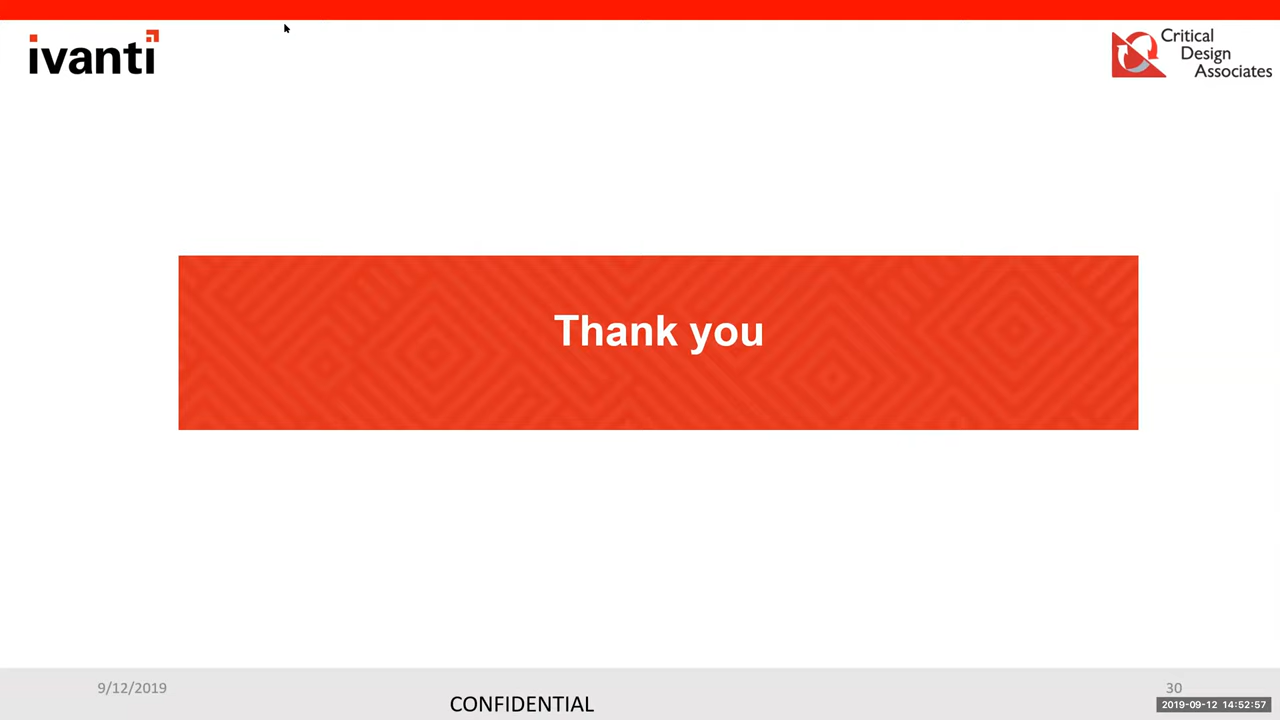 ivanti
Critical
Design
Associates
Thank you
9/12/2019
CONFIDENTIAL
30
2019-09-12 14:52:57